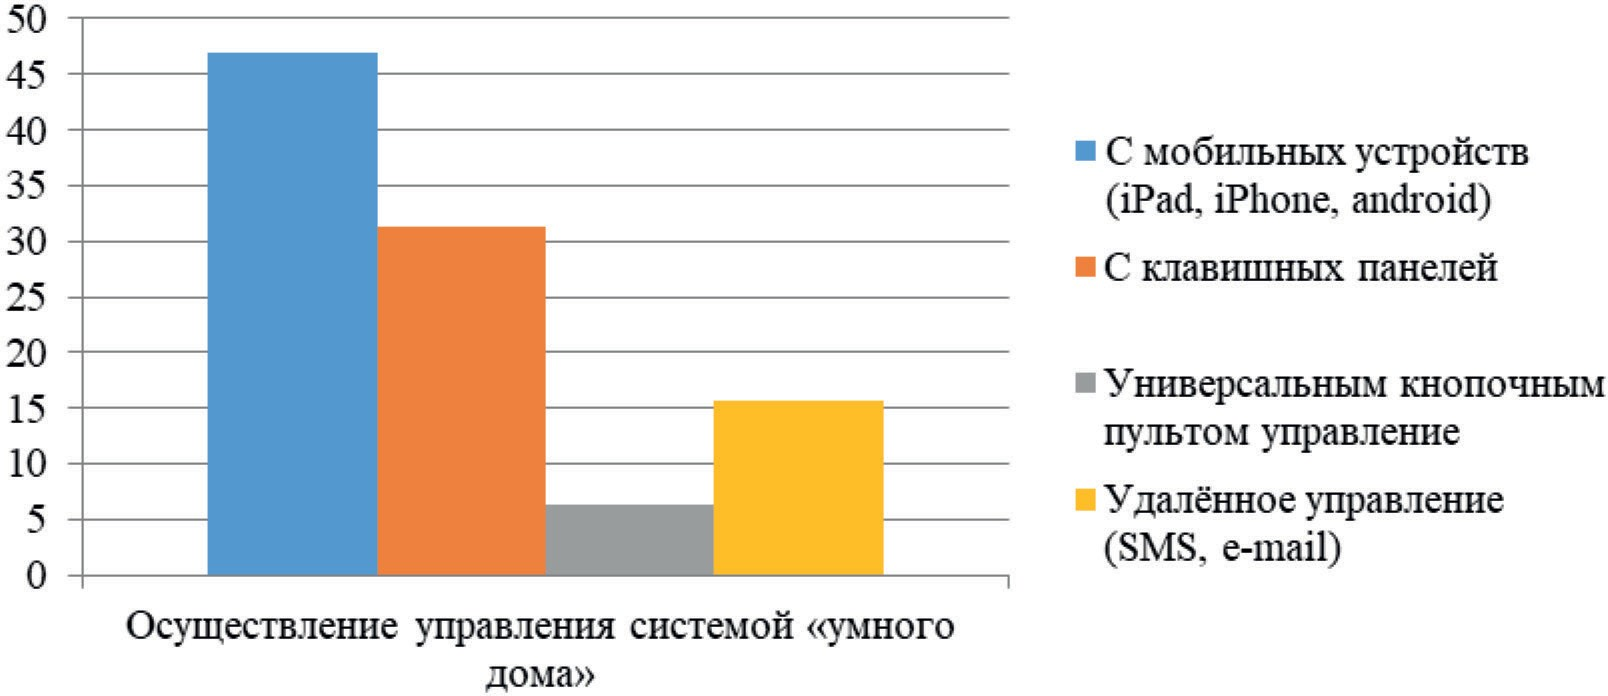 50
45
40
35
30
25
20
15
10
5
0
Осуществление управления системой «умного
дома»
С мобильных устройств
(iPad, iPhone, android)
С клавишных панелей
Универсальным кнопочным
пультом управление
Удалённое управление
(SMS, e-mail)